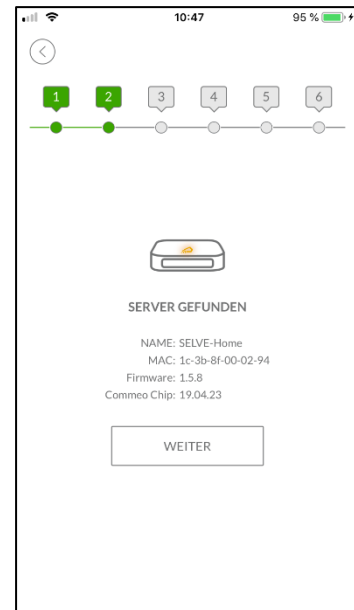 10:47
95 %
1 2 3 4 5 6
SERVER GEFUNDEN
NAME: SELVE-Home
MAC: 1c-3b-8f-00-02-94
Firmware: 1.5.8
Commeo Chip: 19.04.23
WEITER